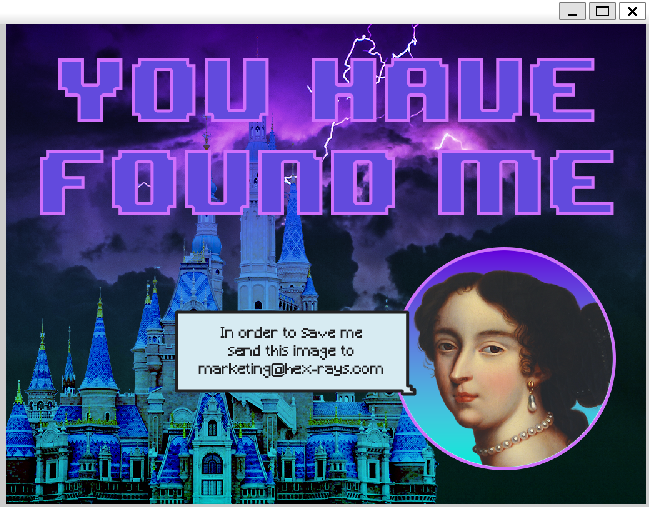 YOU HAVE
FOUND ME
In order to Save me
send this image to
marketing@hex-rays.com